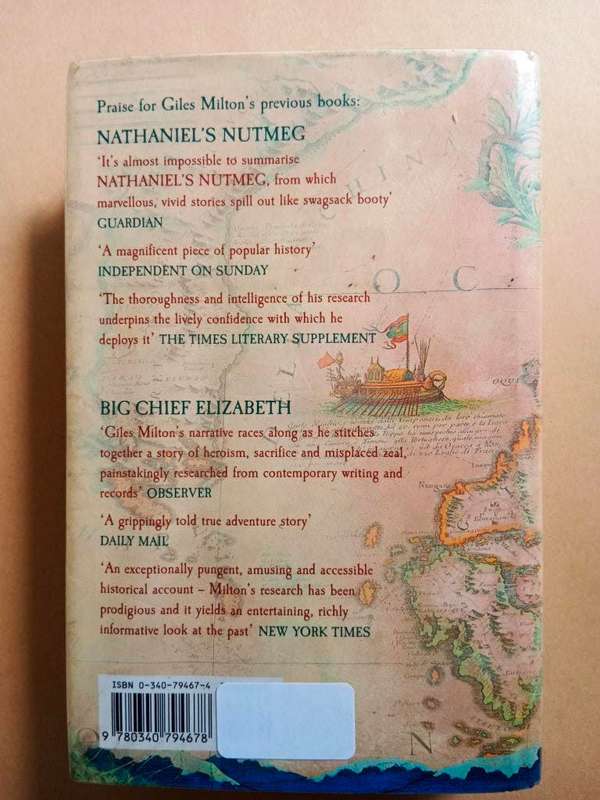 Praise for Giles Milton's previous books:
NATHANIEL'S NUTMEG
'It's almost impossible to summarise
NATHANIEL'S NUTMEG, from which
marvellous, vivid stories spill out like swagsack booty'
GUARDIAN
'A magnificent piece of popular history'
INDEPENDENT ON SUNDAY
'The thoroughness and intelligence of his research
underpins the lively confidence with which he
deploys it' THE TIMES LITERARY SUPPLEMENT
BIG CHIEF ELIZABETH
'Giles Milton's narrative races along as he stitches
together a story of heroism, sacrifice and misplaced zeal,
painstakingly researched from contemporary writing and
records' OBSERVER
'A grippingly told true adventure story'
DAILY MAIL
'An exceptionally pungent, amusing and accessible
historical account – Milton's research has been
prodigious and it yields an entertaining, richly
informative look at the past' NEW YORK TIMES
ISBN 0-340-79467-4
9 780340 794678
CHINA
O C
N